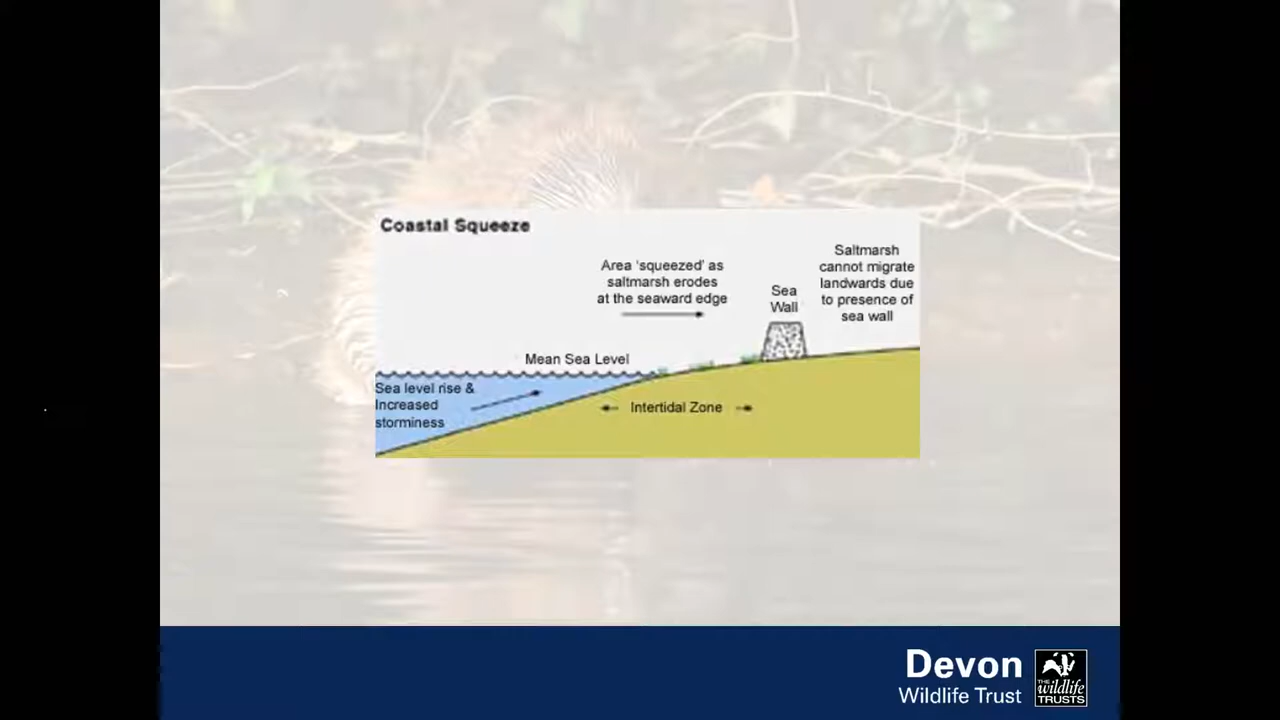 Coastal Squeeze
Area 'squeezed' as
saltmarsh erodes
at the seaward edge
Sea
Wall
Saltmarsh
cannot migrate
landwards due
to presence of
sea wall
Mean Sea Level
Sea level rise &
Increased
storminess
Intertidal Zone
Devon
Wildlife Trust
THE
wildlife
TRUSTS